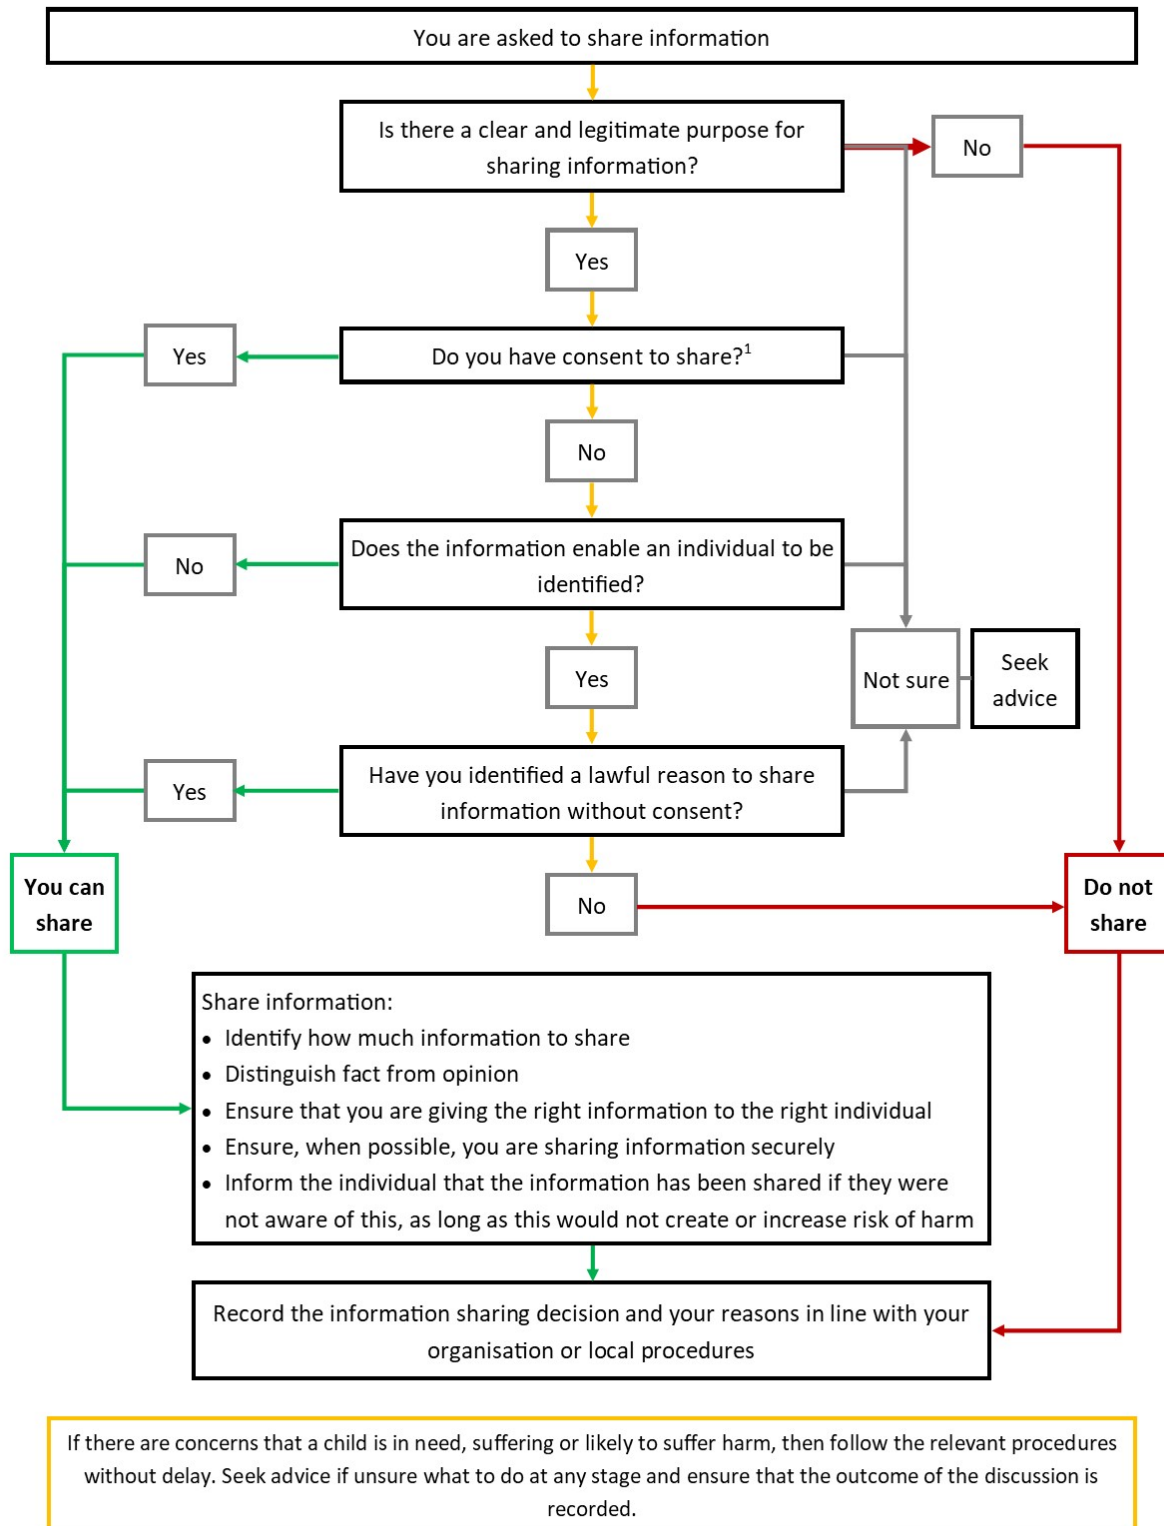 You are asked to share information
Is there a clear and legitimate purpose for
sharing information?
No
Yes
Yes
Do you have consent to share?1
No
No
Does the information enable an individual to be
identified?
Yes
Not sure
Seek
advice
Yes
Have you identified a lawful reason to share
information without consent?
No
You can
share
Do not
share
Share information:
• Identify how much information to share
• Distinguish fact from opinion
• Ensure that you are giving the right information to the right individual
• Ensure, when possible, you are sharing information securely
• Inform the individual that the information has been shared if they were
not aware of this, as long as this would not create or increase risk of harm
Record the information sharing decision and your reasons in line with your
organisation or local procedures
If there are concerns that a child is in need, suffering or likely to suffer harm, then follow the relevant procedures
without delay. Seek advice if unsure what to do at any stage and ensure that the outcome of the discussion is
recorded.